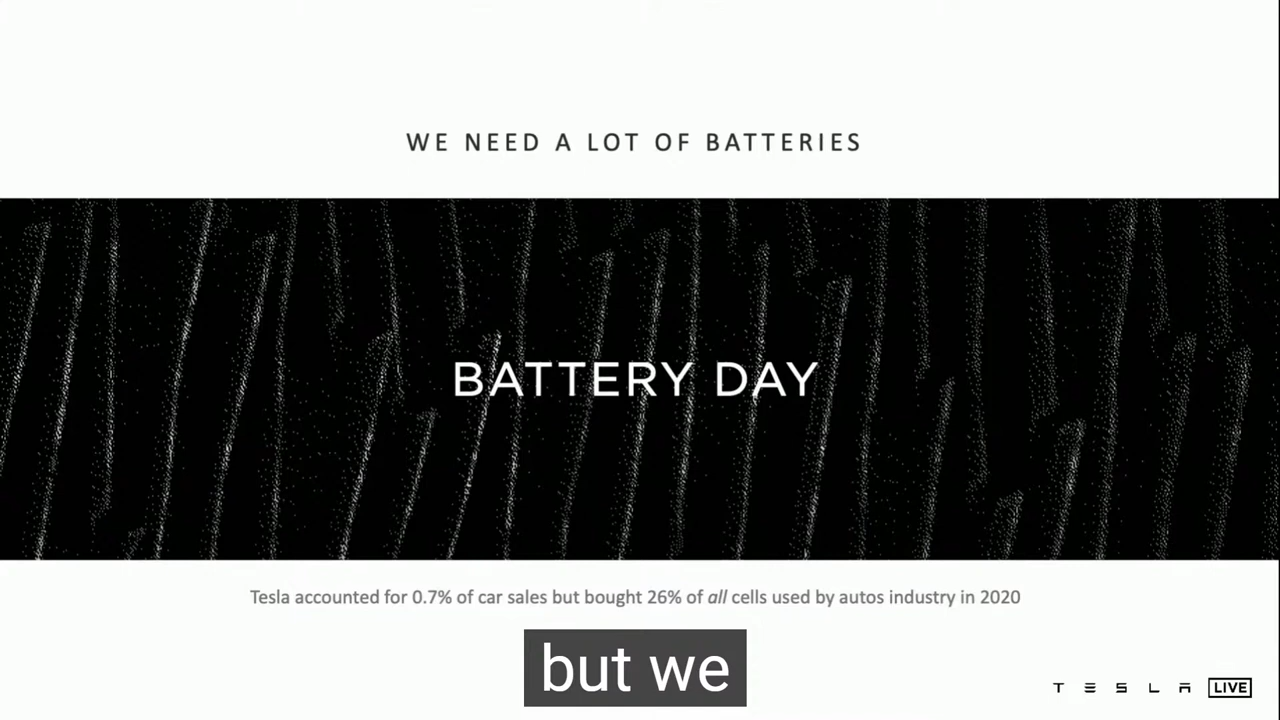 WE NEED A LOT OF BATTERIES
BATTERY DAY
Tesla accounted for 0.7% of car sales but bought 26% of all cells used by autos industry in 2020
but we
TESLA LIVE